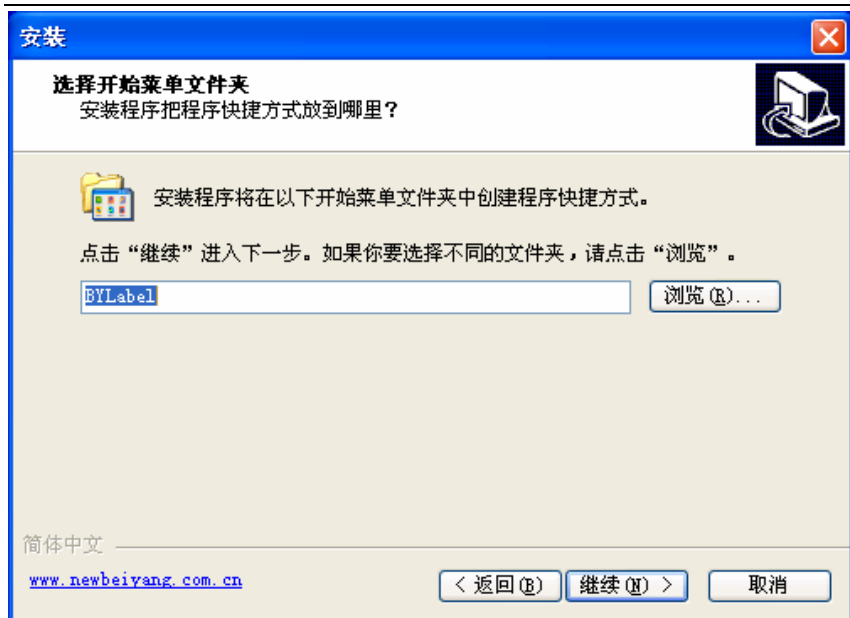 安装
选择开始菜单文件夹
安装程序把程序快捷方式放到哪里?
安装程序将在以下开始菜单文件夹中创建程序快捷方式。
点击“继续”进入下一步。如果你要选择不同的文件夹，请点击“浏览”。
BYLabel
浏览(R)...
简体中文
www.newbeiyang.com.cn
< 返回(B)
继续(N) >
取消